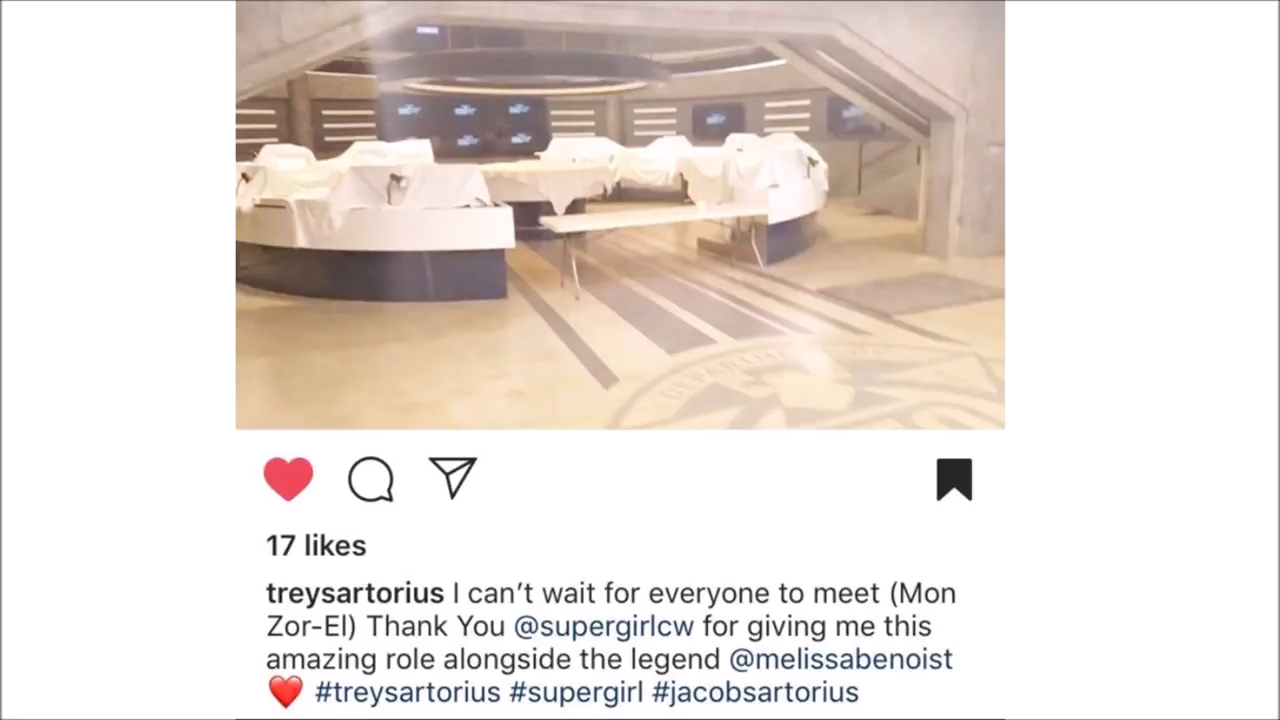 DEPARTME
17 likes
treysartorius I can’t wait for everyone to meet (Mon
Zor-El) Thank You @supergirlcw for giving me this
amazing role alongside the legend @melissabenoist
❤️ #treysartorius #supergirl #jacobsartorius